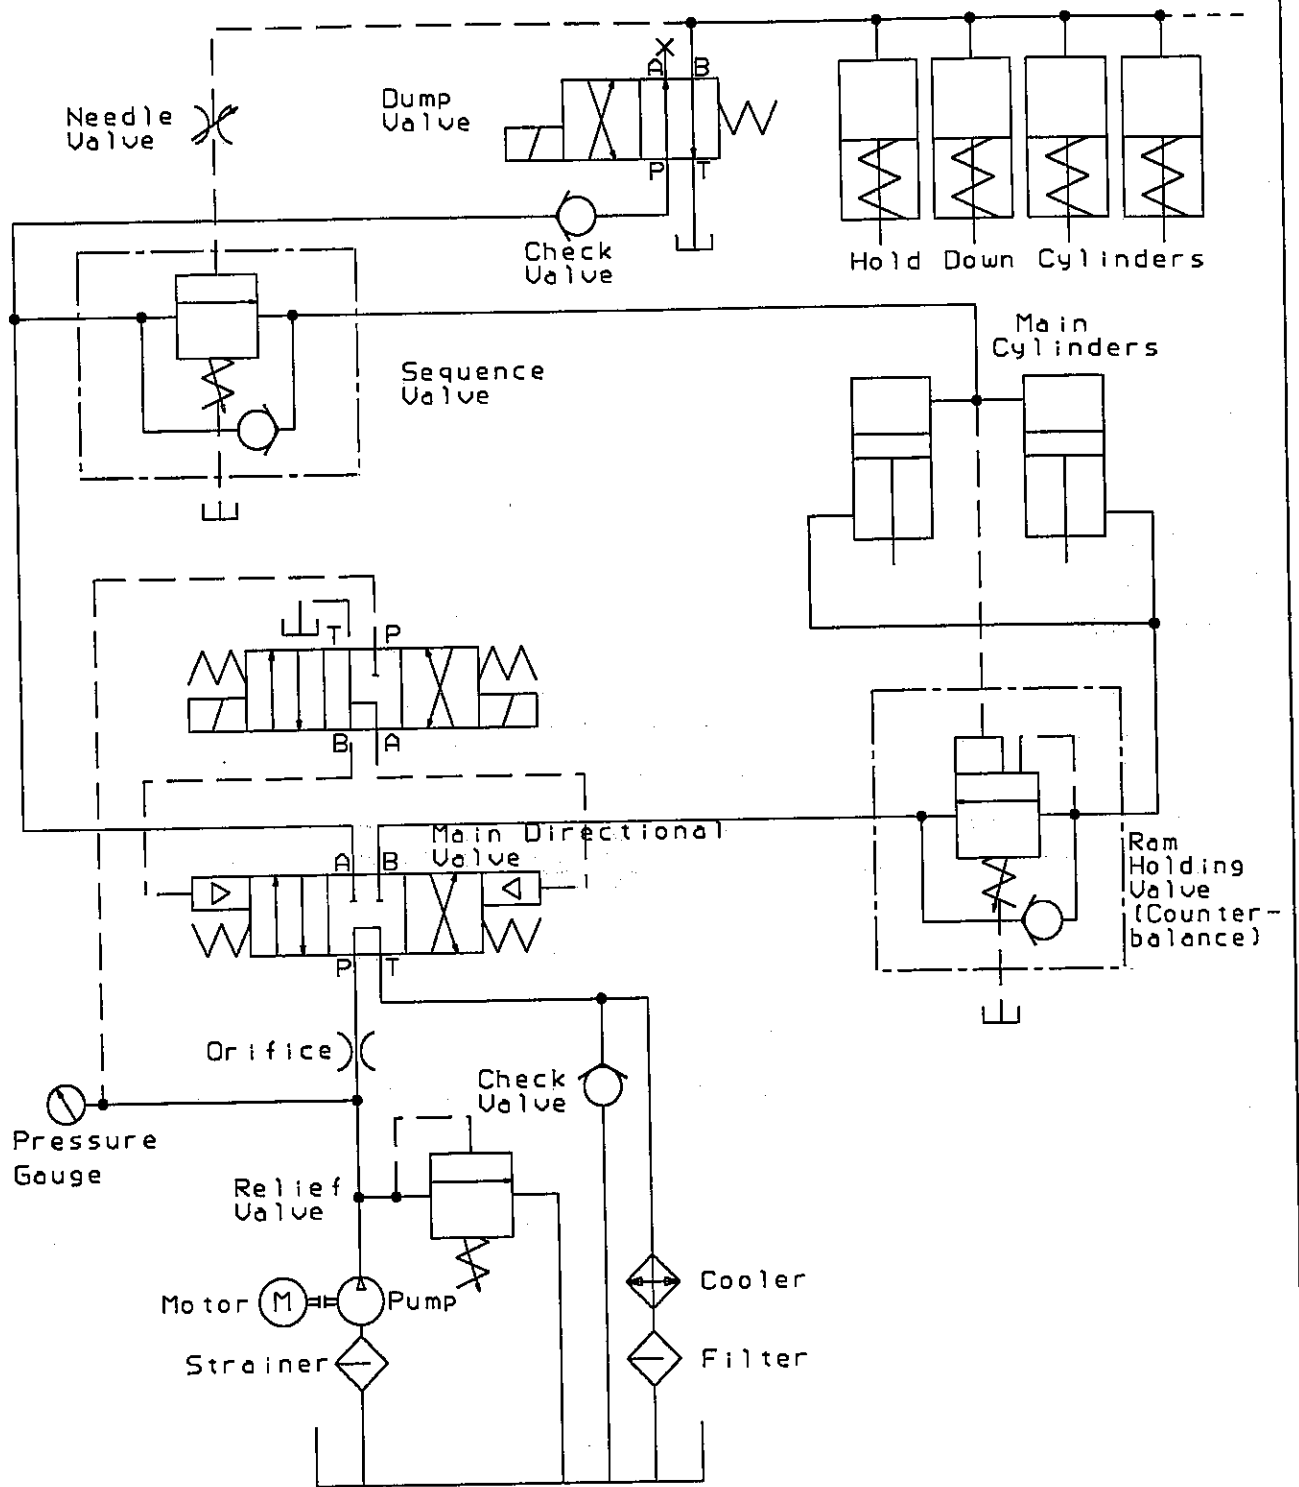 A
B
Dump
Valve
Needle
Valve
P
T
Check
Valve
Hold Down Cylinders
Main
Cylinders
Sequence
Valve
T
P
B
A
Main Directional
Valve
A
B
Ram
Holding
Valve
(Counter-
balance)
P
T
Orifice
Check
Valve
Pressure
Gauge
Relief
Valve
Cooler
Motor
M
Pump
Strainer
Filter